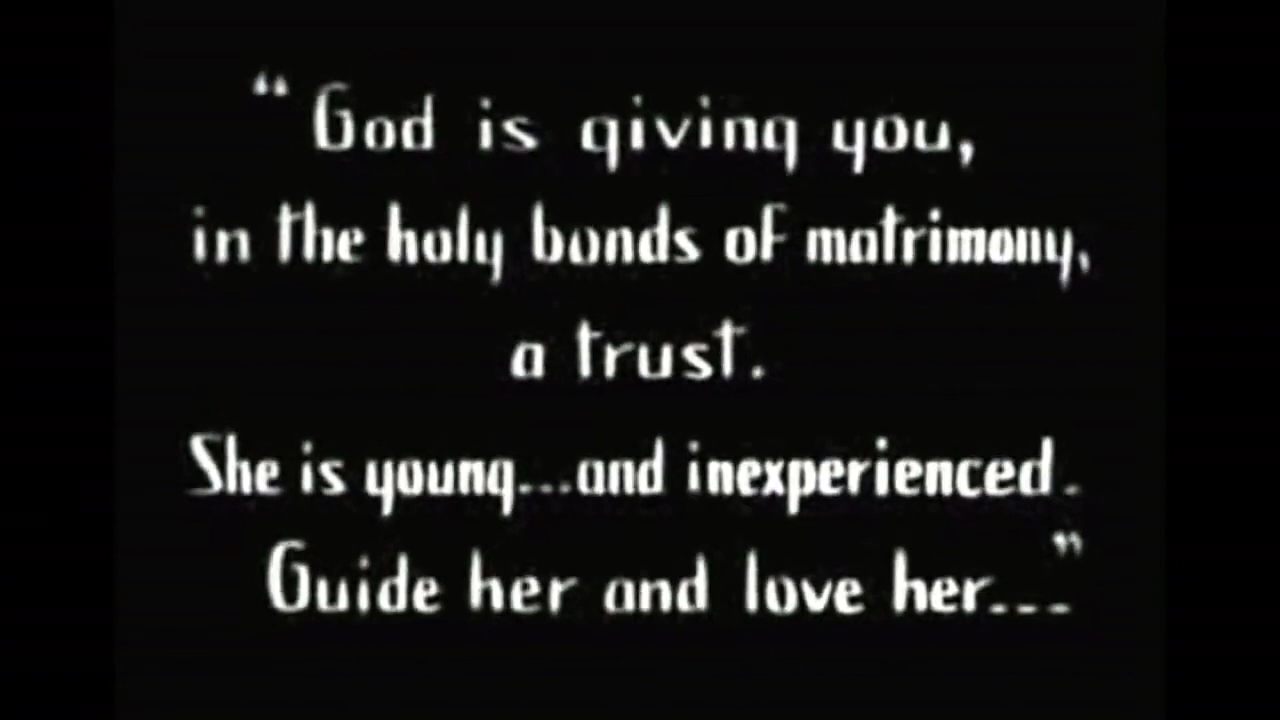 “God is giving you,
in the holy bonds of matrimony,
a trust.
She is young...and inexperienced.
Guide her and love her...”